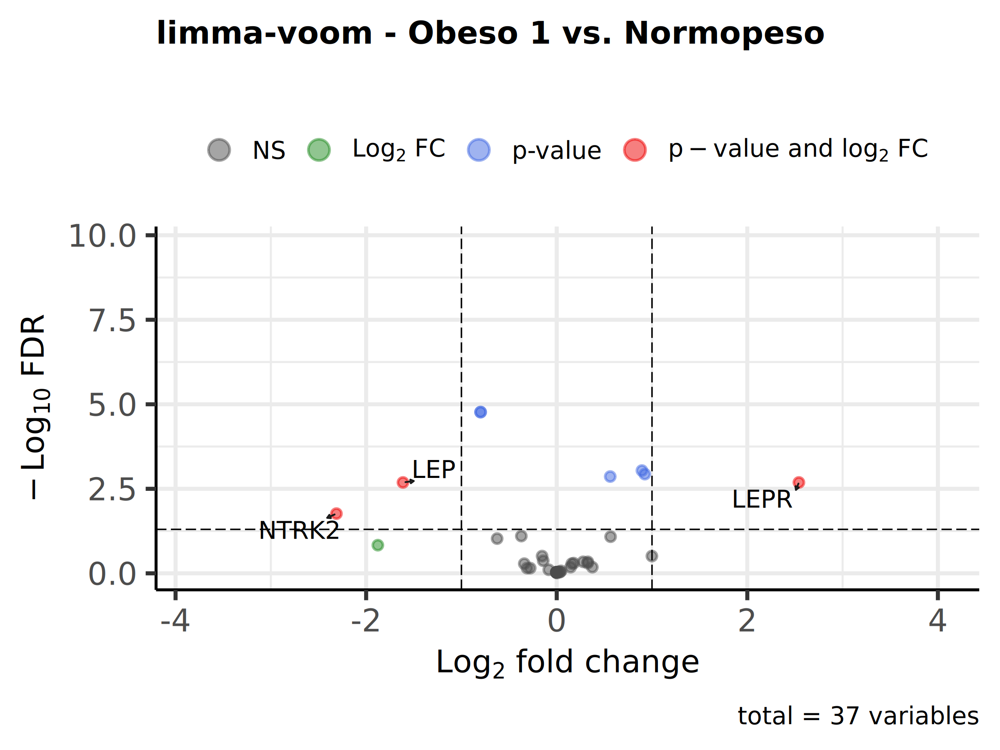 limma-voom - Obeso 1 vs. Normopeso
NS Log₂ FC p-value p − value and log₂ FC
− Log₁₀ FDR
10.0
7.5
5.0
2.5
0.0
LEP
LEPR
NTRK2
-4 -2 0 2 4
Log₂ fold change
total = 37 variables